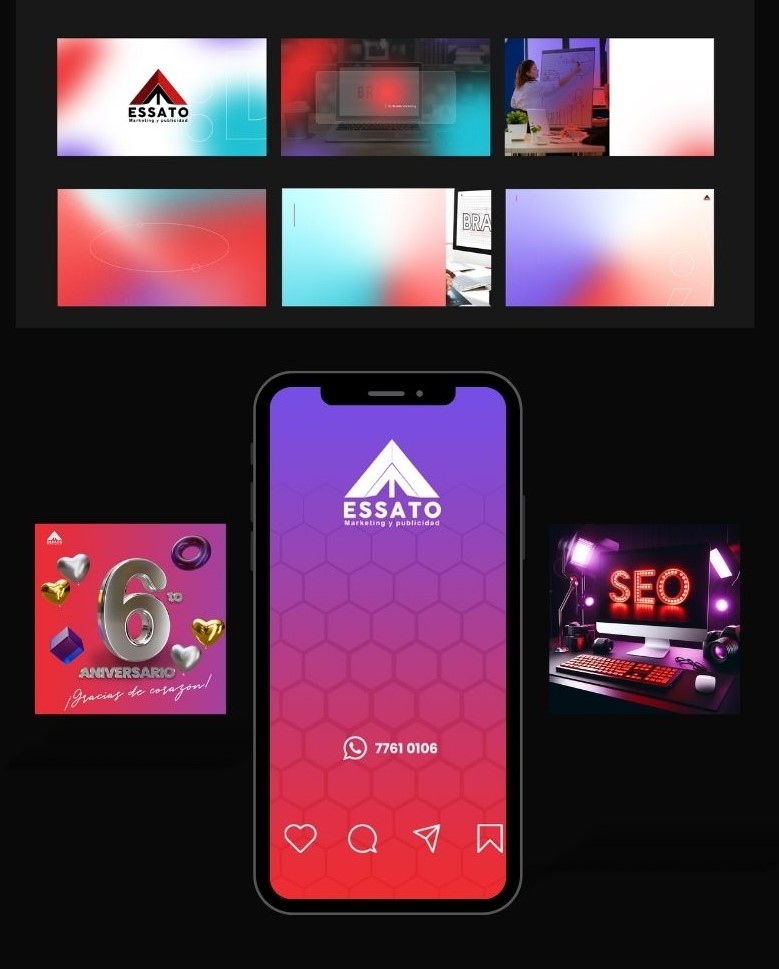 ESSATO
Marketing y publicidad
BRA
ESSATO
Marketing y publicidad
7761 0106
6to
ANIVERSARIO
¡Gracias de corazón!
SEO